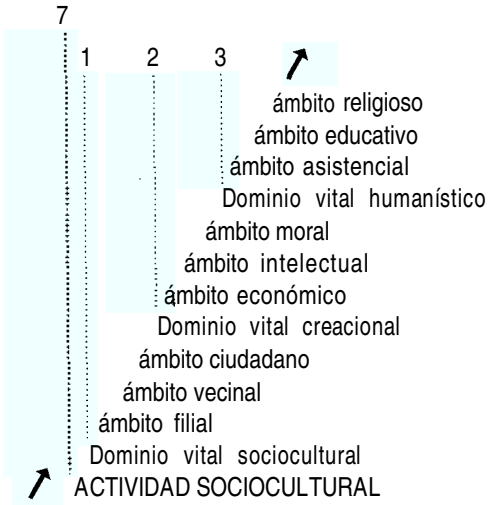 7
1 2 3
ámbito religioso
ámbito educativo
ámbito asistencial
Dominio vital humanístico
ámbito moral
ámbito intelectual
ámbito económico
Dominio vital creacional
ámbito ciudadano
ámbito vecinal
ámbito filial
Dominio vital sociocultural
ACTIVIDAD SOCIOCULTURAL